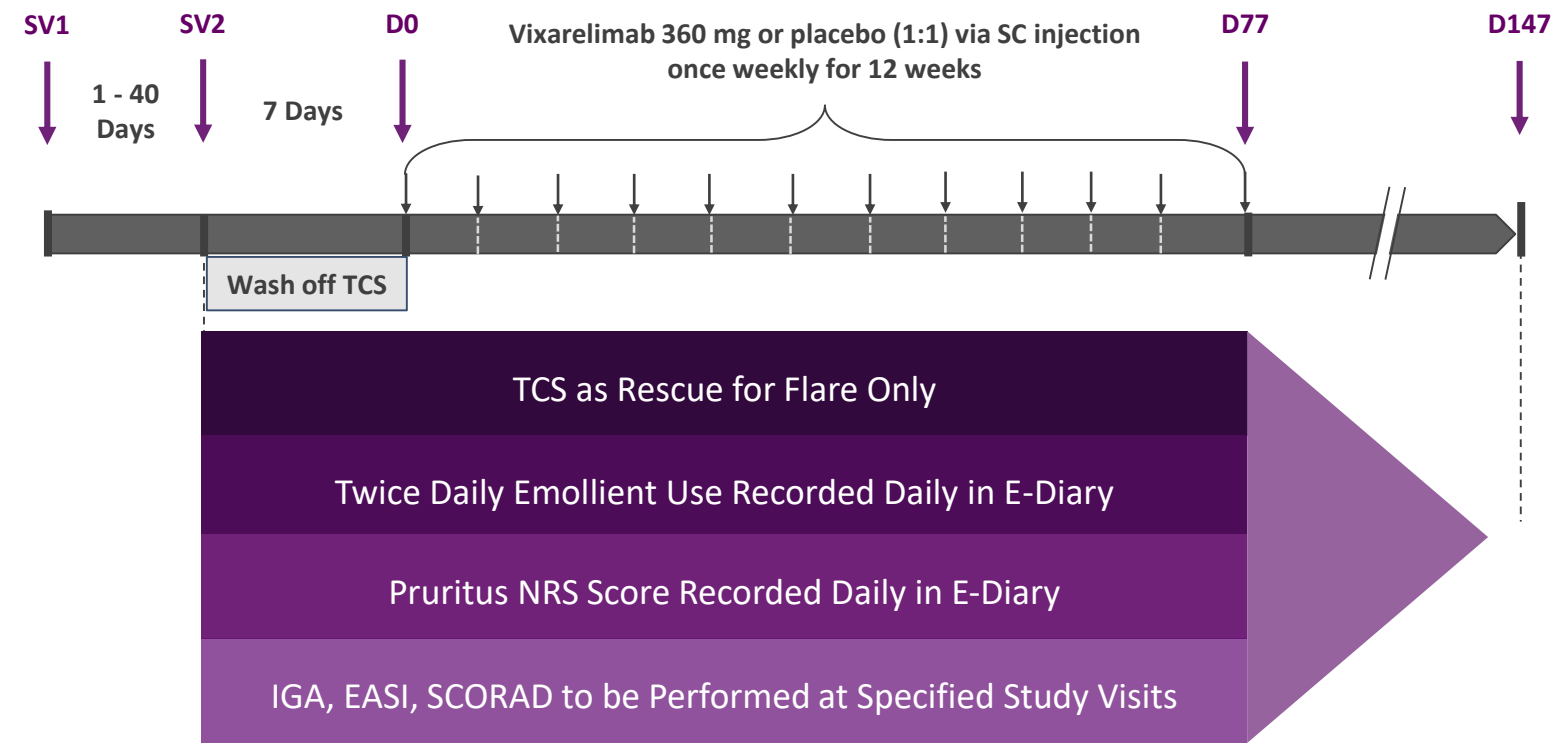 SV1
SV2
D0
Vixarelimab 360 mg or placebo (1:1) via SC injection
once weekly for 12 weeks
D77
D147
1 - 40
Days
7 Days
Wash off TCS
TCS as Rescue for Flare Only
Twice Daily Emollient Use Recorded Daily in E-Diary
Pruritus NRS Score Recorded Daily in E-Diary
IGA, EASI, SCORAD to be Performed at Specified Study Visits